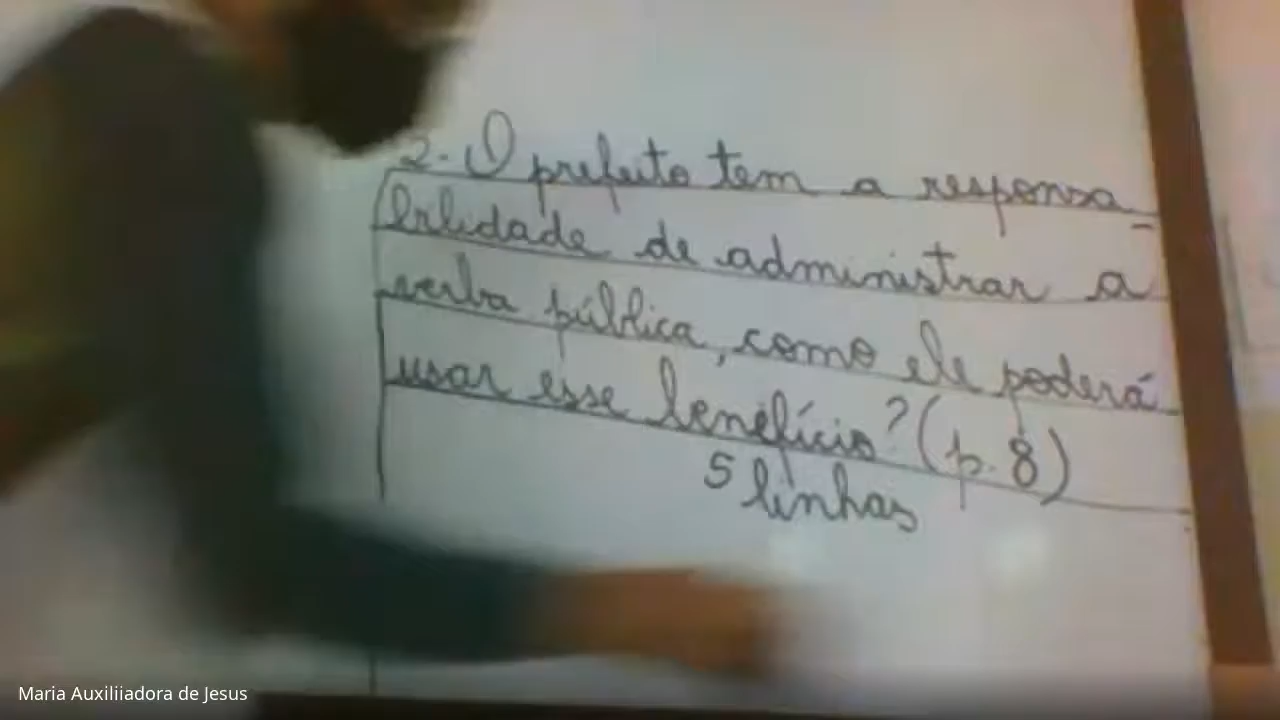 2- O prefeito tem a responsa-
bilidade de administrar a
verba pública, como ele poderá
usar esse benefício? (p. 8)
5 linhas
Maria Auxiliiadora de Jesus